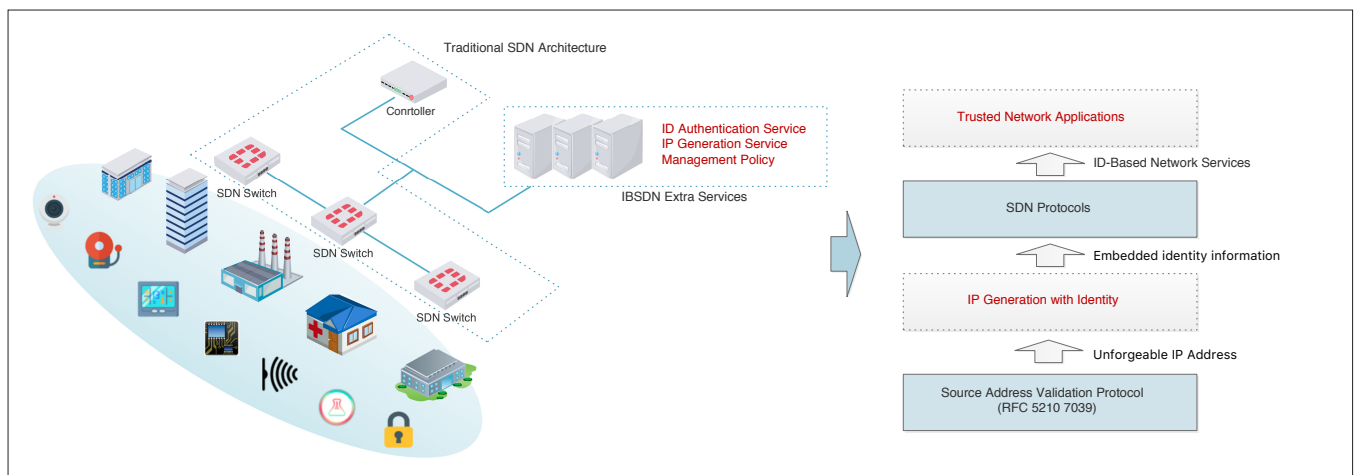 Traditional SDN Architecture
Conrtoller
SDN Switch
SDN Switch
SDN Switch
ID Authentication Service
IP Generation Service
Management Policy
IBSDN Extra Services
Trusted Network Applications
ID-Based Network Services
SDN Protocols
Embedded identity information
IP Generation with Identity
Unforgeable IP Address
Source Address Validation Protocol
(RFC 5210 7039)